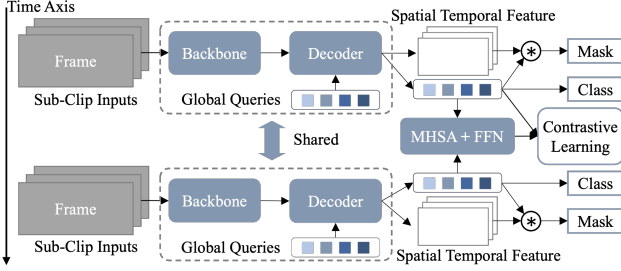 Time Axis
Spatial Temporal Feature
Frame
Backbone
Decoder
Mask
Sub-Clip Inputs
Global Queries
Class
Shared
MHSA + FFN
Contrastive
Learning
Frame
Backbone
Decoder
Class
Mask
Sub-Clip Inputs
Global Queries
Spatial Temporal Feature